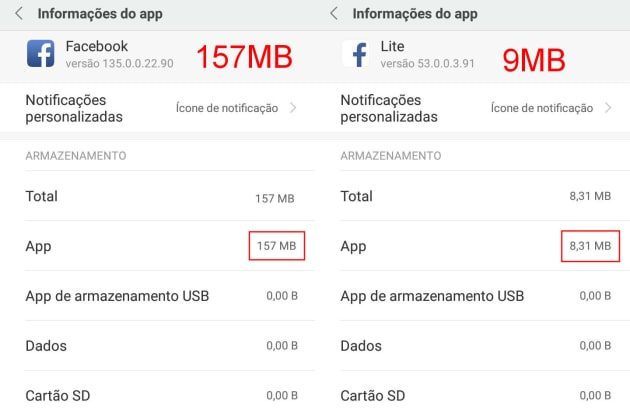 Informações do app
Facebook
versão 135.0.0.22.90
157MB
Notificações personalizadas
Ícone de notificação
ARMAZENAMENTO
Total
157 MB
App
157 MB
App de armazenamento USB
0,00 B
Dados
0,00 B
Cartão SD
0,00 B
Informações do app
Lite
versão 53.0.0.3.91
9MB
Notificações personalizadas
Ícone de notificação
ARMAZENAMENTO
Total
8,31 MB
App
8,31 MB
App de armazenamento USB
0,00 B
Dados
0,00 B
Cartão SD
0,00 B